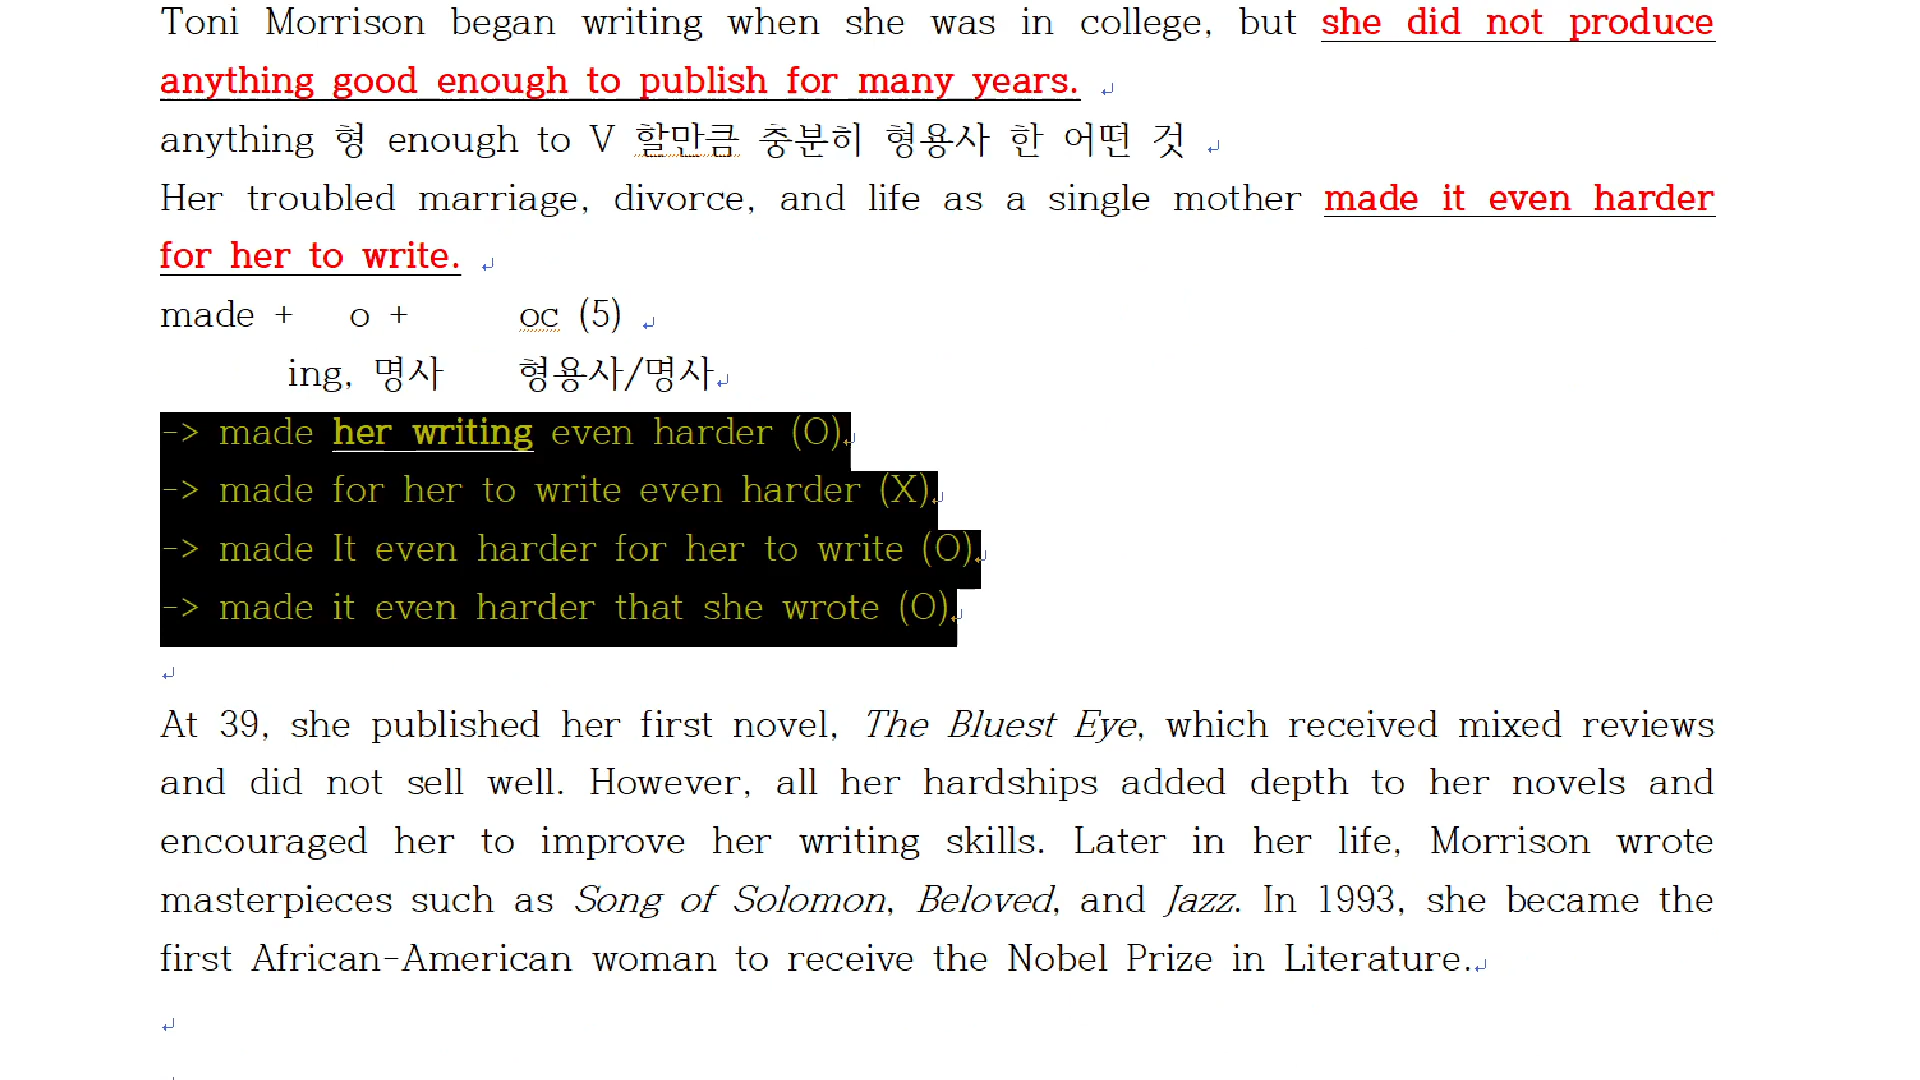 Toni Morrison began writing when she was in college, but she did not produce
anything good enough to publish for many years.
anything 형 enough to V 할만큼 충분히 형용사 한 어떤 것
Her troubled marriage, divorce, and life as a single mother made it even harder
for her to write.
made + o + oc (5)
ing, 명사 형용사/명사
-> made her writing even harder (O)
-> made for her to write even harder (X)
-> made It even harder for her to write (O)
-> made it even harder that she wrote (O)
At 39, she published her first novel, The Bluest Eye, which received mixed reviews
and did not sell well. However, all her hardships added depth to her novels and
encouraged her to improve her writing skills. Later in her life, Morrison wrote
masterpieces such as Song of Solomon, Beloved, and Jazz. In 1993, she became the
first African-American woman to receive the Nobel Prize in Literature.